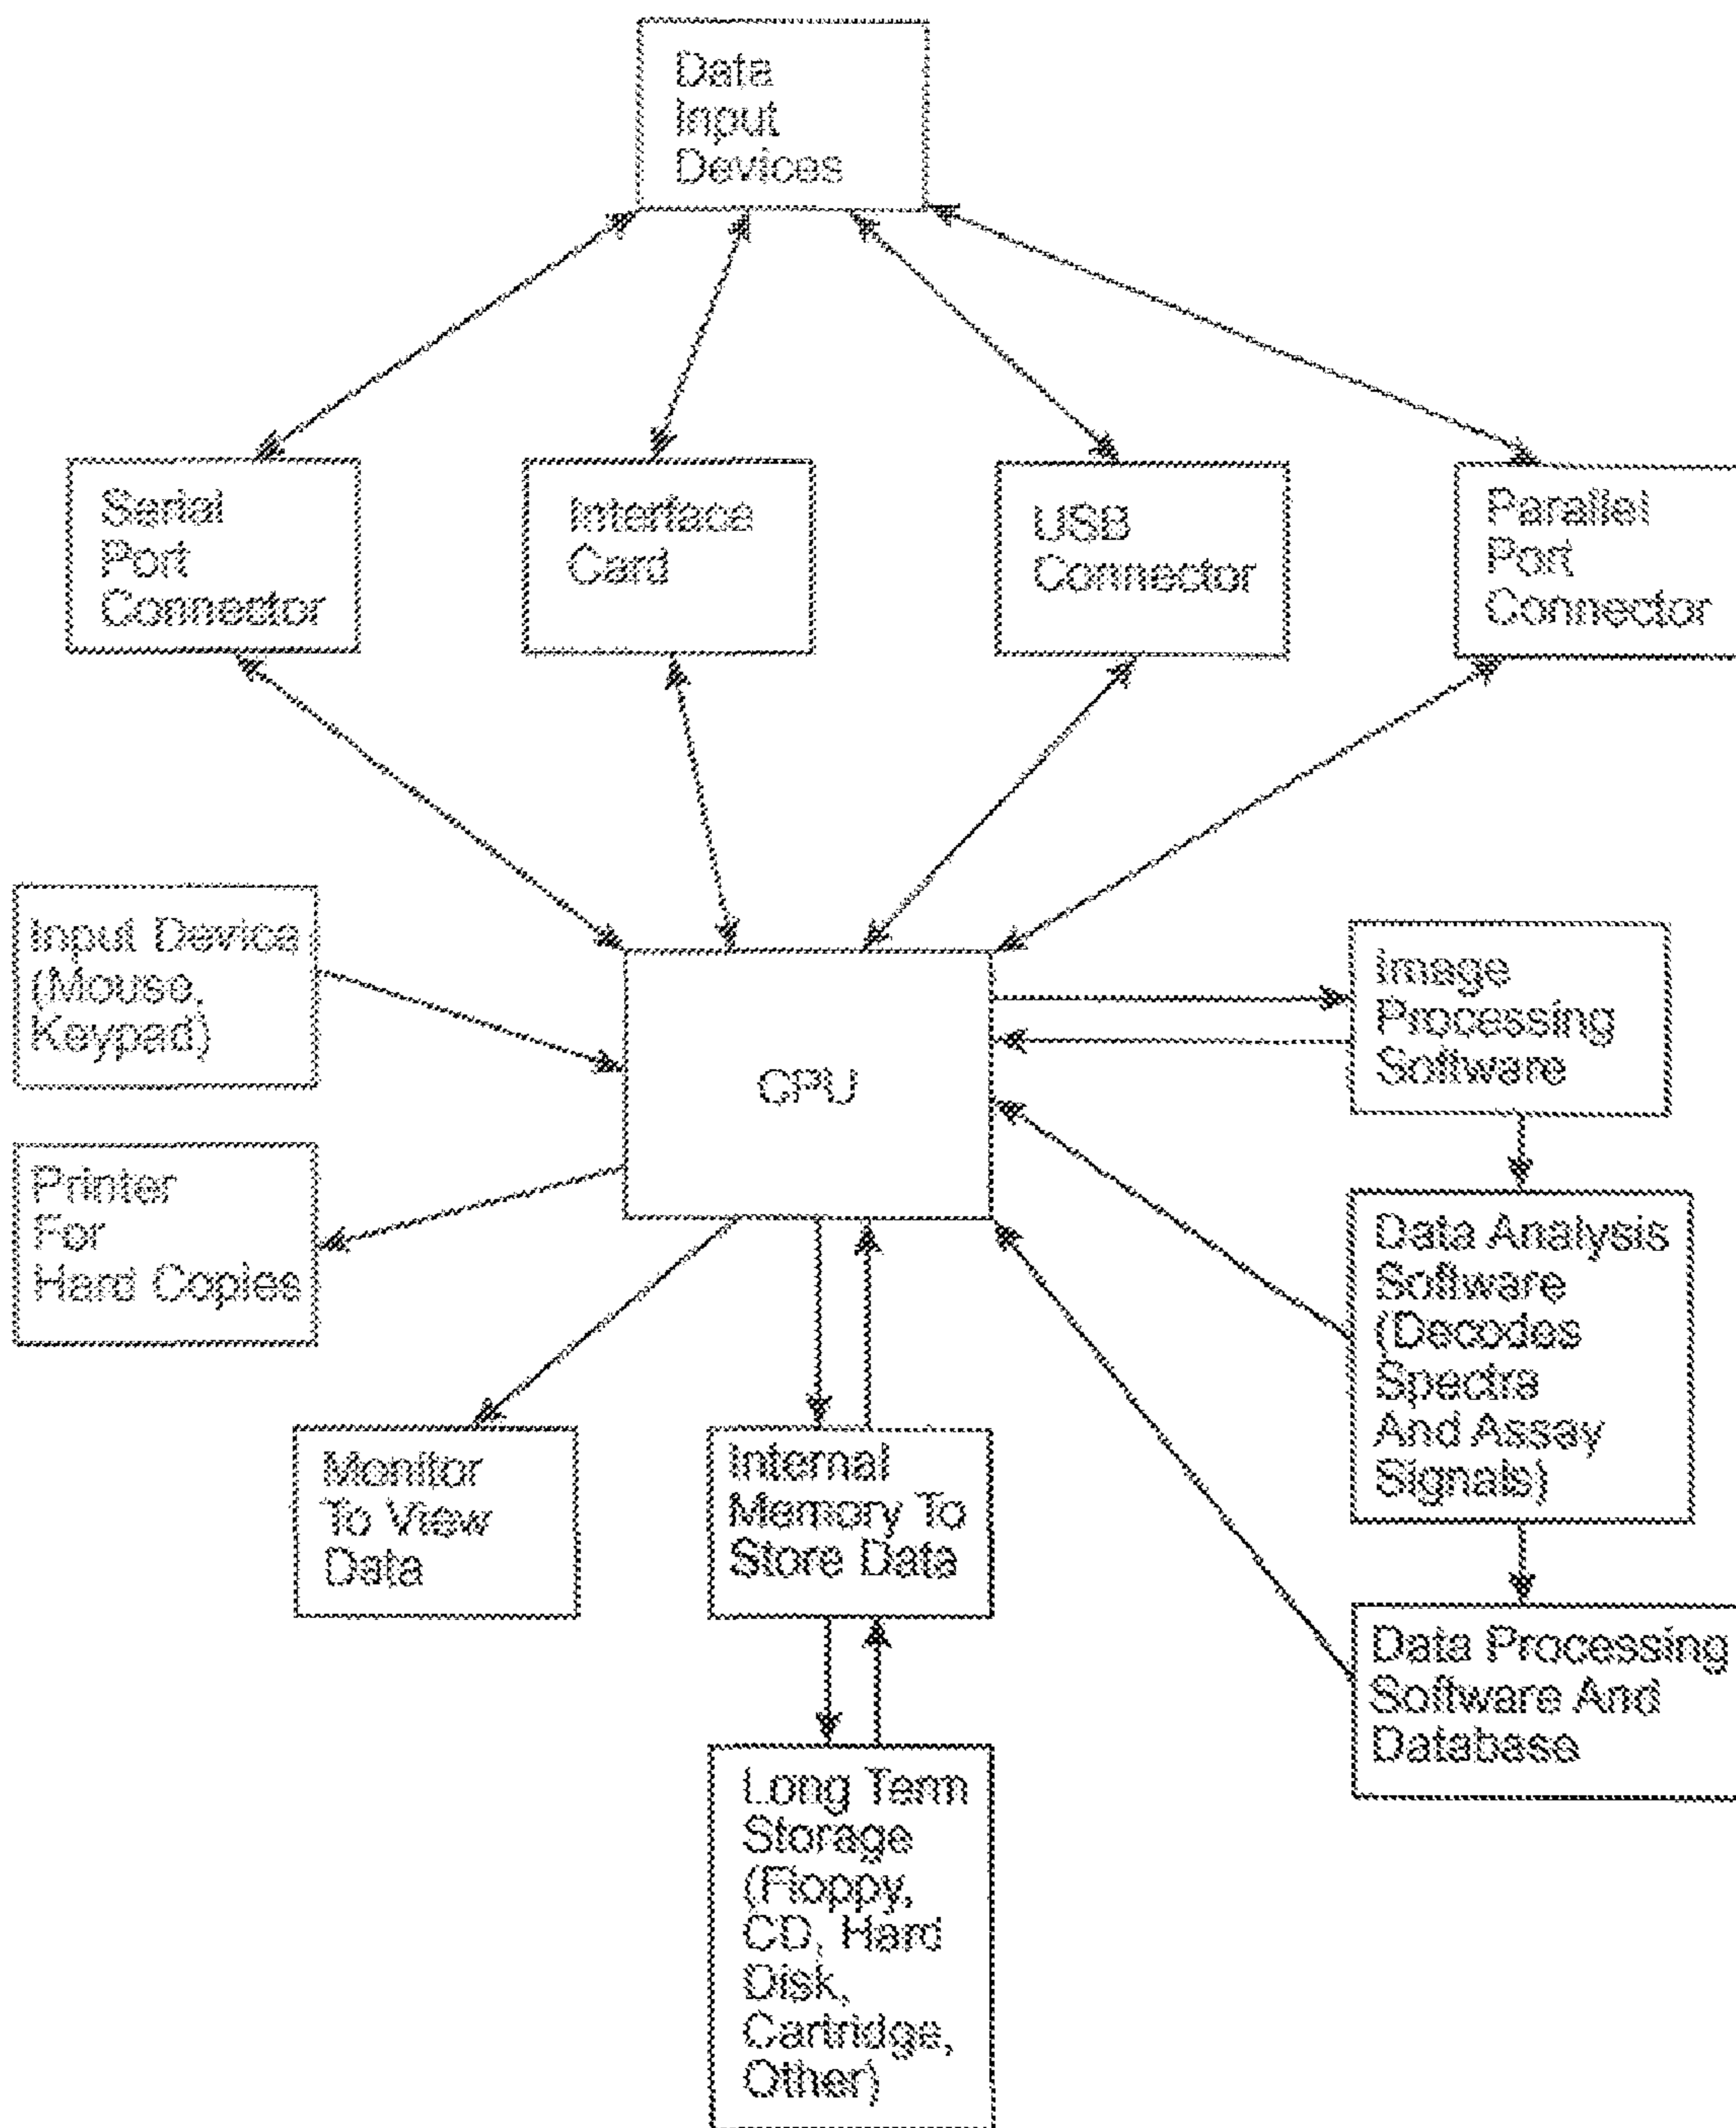 Data
Input
Devices
Serial
Port
Connector
Interface
Card
USB
Connector
Parallel
Port
Connector
Input Device
(Mouse,
Keypad)
CPU
Image
Processing
Software
Printer
For
Hard Copies
Data Analysis
Software
(Decodes
Spectra
And Assay
Signals)
Monitor
To View
Data
Internal
Memory To
Store Data
Data Processing
Software And
Database
Long Term
Storage
(Floppy,
CD, Hard
Disk,
Cartridge,
Other)